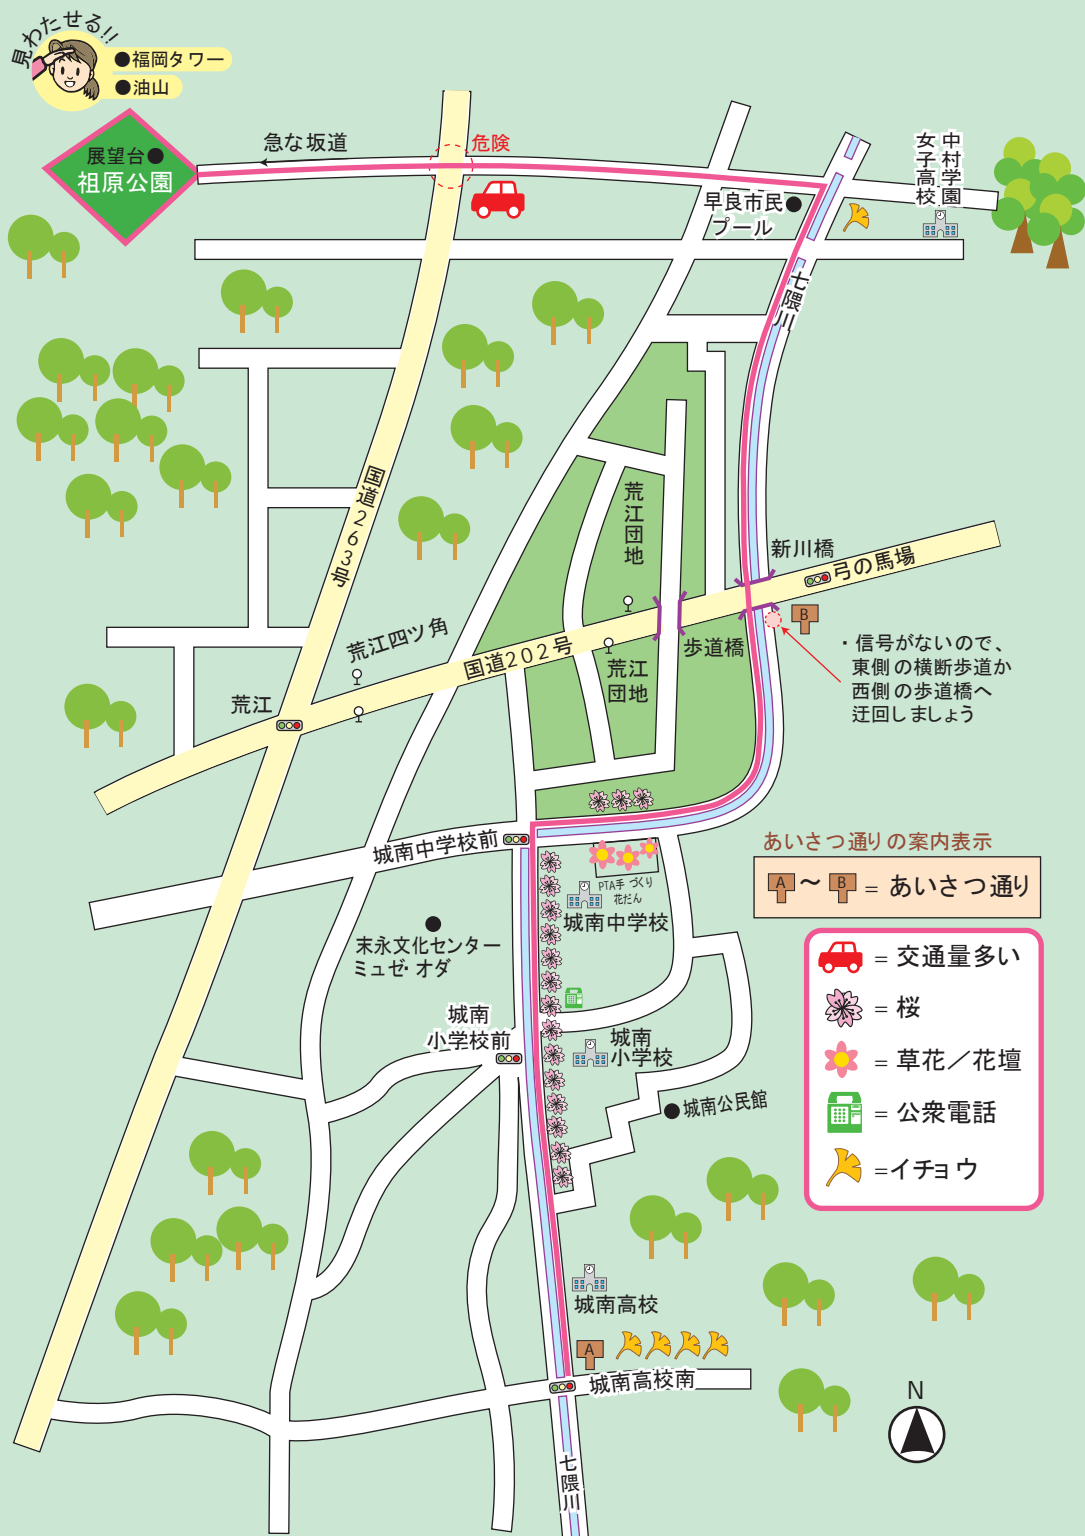 見わたせる!!
●福岡タワー
●油山
展望台●
祖原公園
急な坂道
危険
早良市民●
プール
中村学園
女子高校
七隈川
国道263号
荒江団地
新川橋
弓の馬場
B
・信号がないので、
東側の横断歩道か
西側の歩道橋へ
迂回しましょう
歩道橋
荒江四ツ角
国道202号
荒江
団地
荒江
城南中学校前
PTA手づくり
花だん
城南中学校
末永文化センター
ミュゼ・オダ
城南
小学校前
城南
小学校
城南公民館
あいさつ通りの案内表示
A～B = あいさつ通り
= 交通量多い
= 桜
= 草花／花壇
= 公衆電話
=イチョウ
城南高校
A
城南高校南
七隈川
N